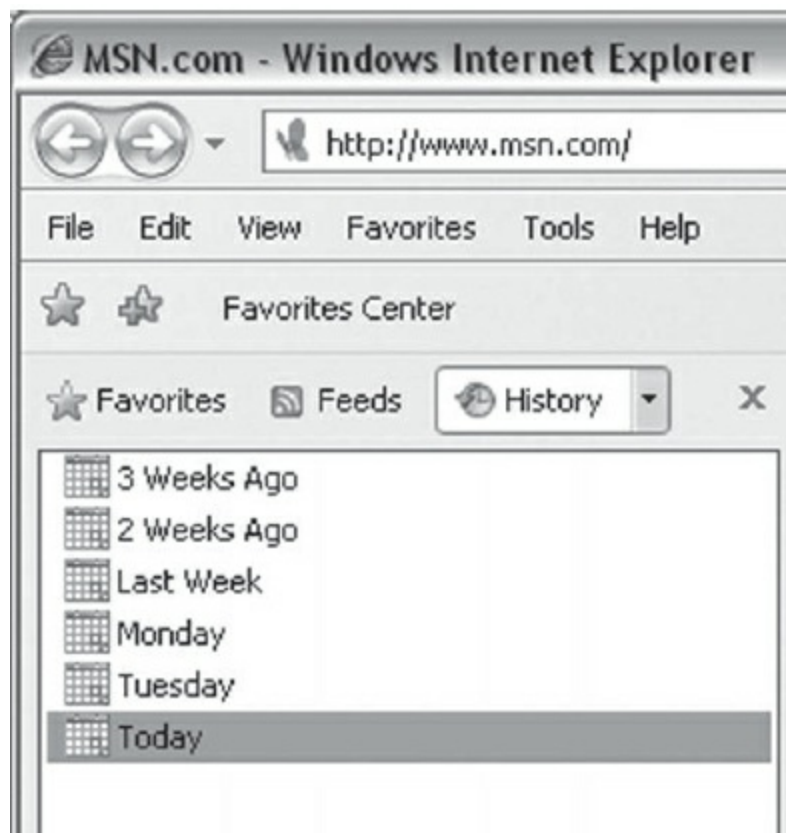 MSN.com - Windows Internet Explorer
http://www.msn.com/
File Edit View Favorites Tools Help
Favorites Center
Favorites Feeds History
3 Weeks Ago
2 Weeks Ago
Last Week
Monday
Tuesday
Today